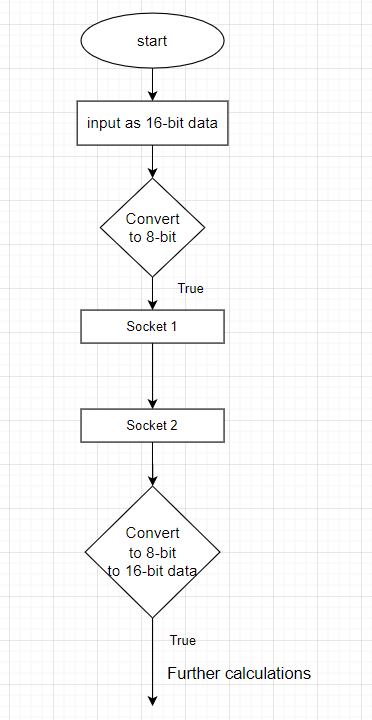 start
input as 16-bit data
Convert
to 8-bit
True
Socket 1
Socket 2
Convert
to 8-bit
to 16-bit data
True
Further calculations